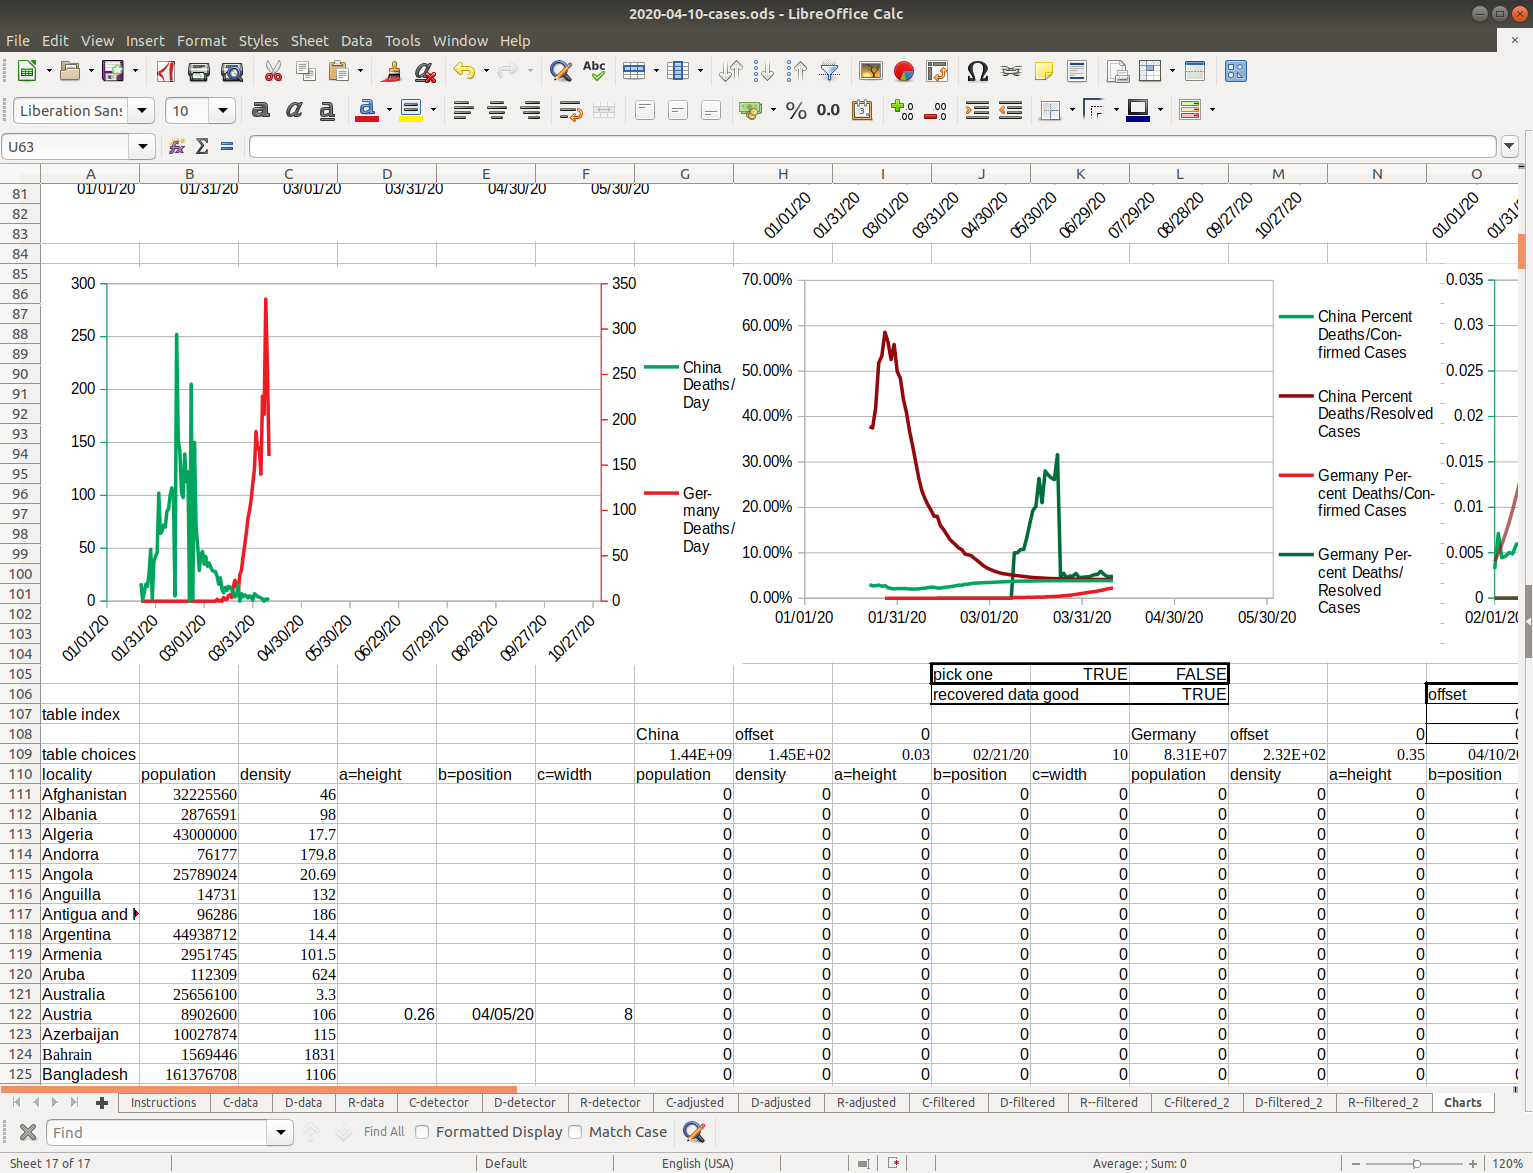 2020-04-10-cases.ods - LibreOffice Calc
File Edit View Insert Format Styles Sheet Data Tools Window Help
Liberation Sans 10
U63
A B C D E F G H I J K L M N O
81 01/01/20 01/31/20 03/01/20 03/31/20 04/30/20 05/30/20
82 01/01/20 01/31/20 03/01/20 03/31/20 04/30/20 05/30/20 06/29/20 07/29/20 08/28/20 09/27/20 10/27/20 01/01/20
83
84
85
86
87
88
89
90
91
92
93
94
95
96
97
98
99
100
101
102
103
104
300 350
250 300
200 250
150 200
100 150
50 100
0 50
0
China Deaths/
Day
Ger-
many
Deaths/
Day
01/01/20 01/31/20 03/01/20 03/31/20 04/30/20 05/30/20 06/29/20 07/29/20 08/28/20 09/27/20 10/27/20
70.00%
60.00%
50.00%
40.00%
30.00%
20.00%
10.00%
0.00%
01/01/20 01/31/20 03/01/20 03/31/20 04/30/20 05/30/20
China Percent
Deaths/Con-
firmed Cases
China Percent
Deaths/Resolved
Cases
Germany Per-
cent Deaths/Con-
firmed Cases
Germany Per-
cent Deaths/
Resolved
Cases
0.035
0.03
0.025
0.02
0.015
0.01
0.005
0
02/01/20
105 pick one TRUE FALSE
106 recovered data good TRUE offset
107 table index
108 China offset 0 Germany offset 0
109 table choices 1.44E+09 1.45E+02 0.03 02/21/20 10 8.31E+07 2.32E+02 0.35 04/10/20
110 locality population density a=height b=position c=width population density a=height b=position c=width population density a=height b=position
111 Afghanistan 32225560 46 0 0 0 0 0 0 0 0
112 Albania 2876591 98 0 0 0 0 0 0 0 0
113 Algeria 43000000 17.7 0 0 0 0 0 0 0 0
114 Andorra 76177 179.8 0 0 0 0 0 0 0 0
115 Angola 25789024 20.69 0 0 0 0 0 0 0 0
116 Anguilla 14731 132 0 0 0 0 0 0 0 0
117 Antigua and 96286 186 0 0 0 0 0 0 0 0
118 Argentina 44938712 14.4 0 0 0 0 0 0 0 0
119 Armenia 2951745 101.5 0 0 0 0 0 0 0 0
120 Aruba 112309 624 0 0 0 0 0 0 0 0
121 Australia 25656100 3.3 0 0 0 0 0 0 0 0
122 Austria 8902600 106 0.26 04/05/20 8 0 0 0 0 0 0 0 0
123 Azerbaijan 10027874 115 0 0 0 0 0 0 0 0
124 Bahrain 1569446 1831 0 0 0 0 0 0 0 0
125 Bangladesh 161376708 1106 0 0 0 0 0 0 0 0
Instructions C-data D-data R-data C-detector D-detector R-detector C-adjusted D-adjusted R-adjusted C-filtered D-filtered R--filtered C-filtered_2 D-filtered_2 R--filtered_2 Charts
Find Find All Formatted Display Match Case
Sheet 17 of 17 Default English (USA) Average: ; Sum: 0 120%